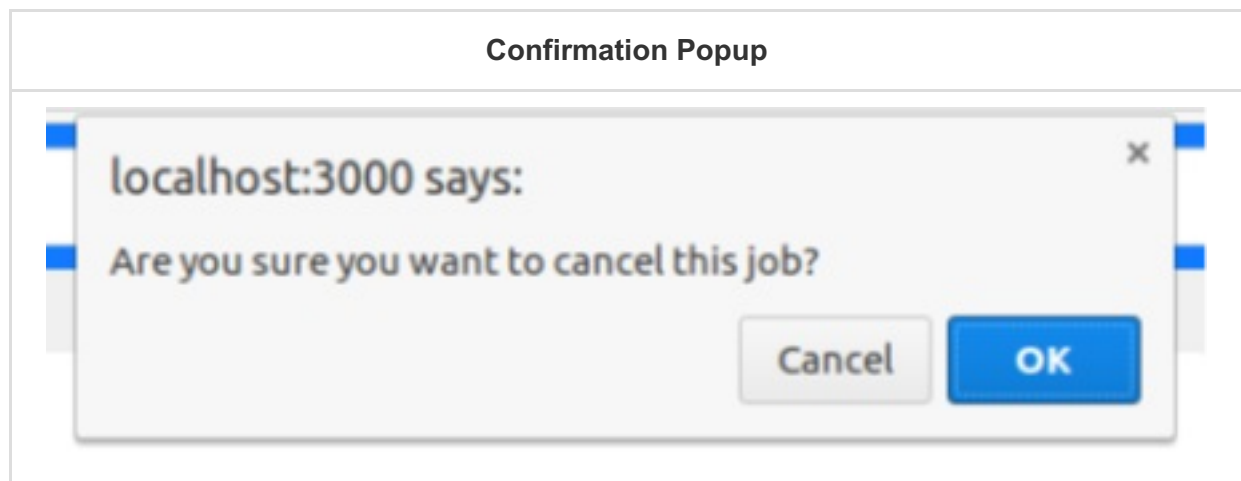 Confirmation Popup
localhost:3000 says:
×
Are you sure you want to cancel this job?
Cancel
OK